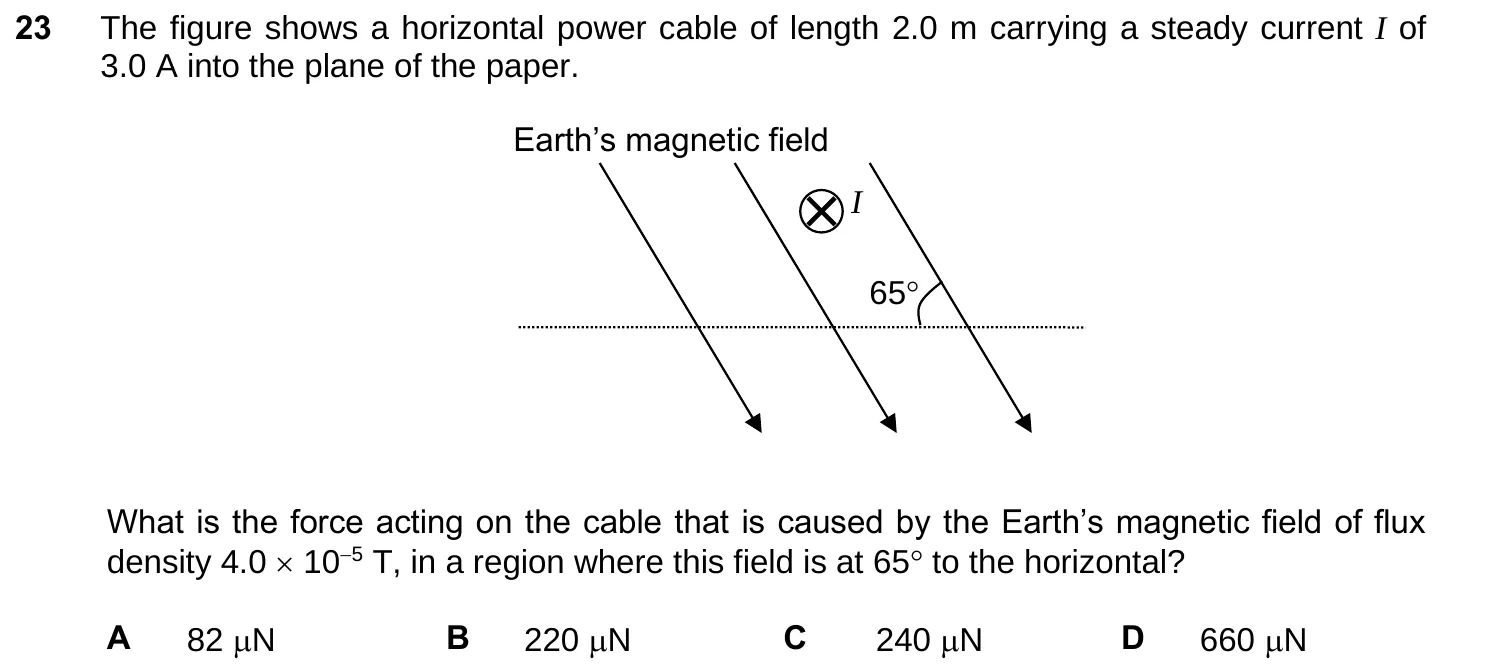 23 The figure shows a horizontal power cable of length 2.0 m carrying a steady current I of
3.0 A into the plane of the paper.
Earth’s magnetic field
I
65°
What is the force acting on the cable that is caused by the Earth’s magnetic field of flux
density 4.0 × 10⁻⁵ T, in a region where this field is at 65° to the horizontal?
A 82 μN B 220 μN C 240 μN D 660 μN